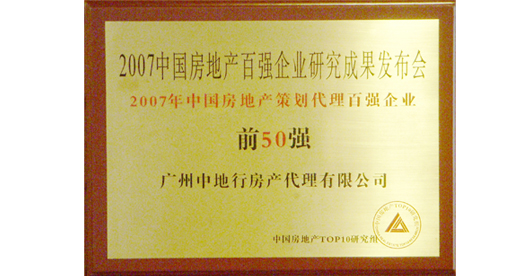 2007中国房地产百强企业研究成果发布会
2007年中国房地产策划代理百强企业
前50强
广州中地行房产代理有限公司
中国房地产TOP10研究组